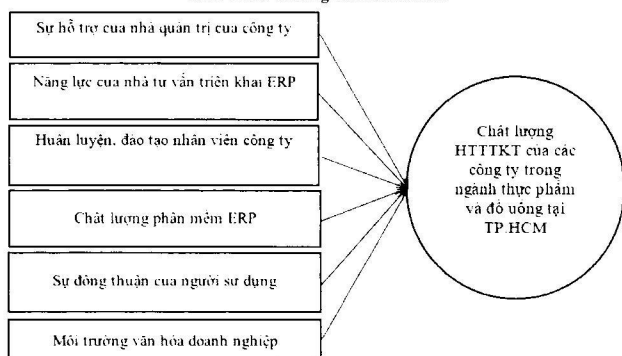 Sự hỗ trợ của nhà quản trị của công ty
Năng lực của nhà tư vấn triển khai ERP
Huấn luyện, đào tạo nhân viên công ty
Chất lượng phần mềm ERP
Sự đồng thuận của người sử dụng
Môi trường văn hóa doanh nghiệp
Chất lượng
HTTTKT của các
công ty trong
ngành thực phẩm
và đồ uống tại
TP.HCM